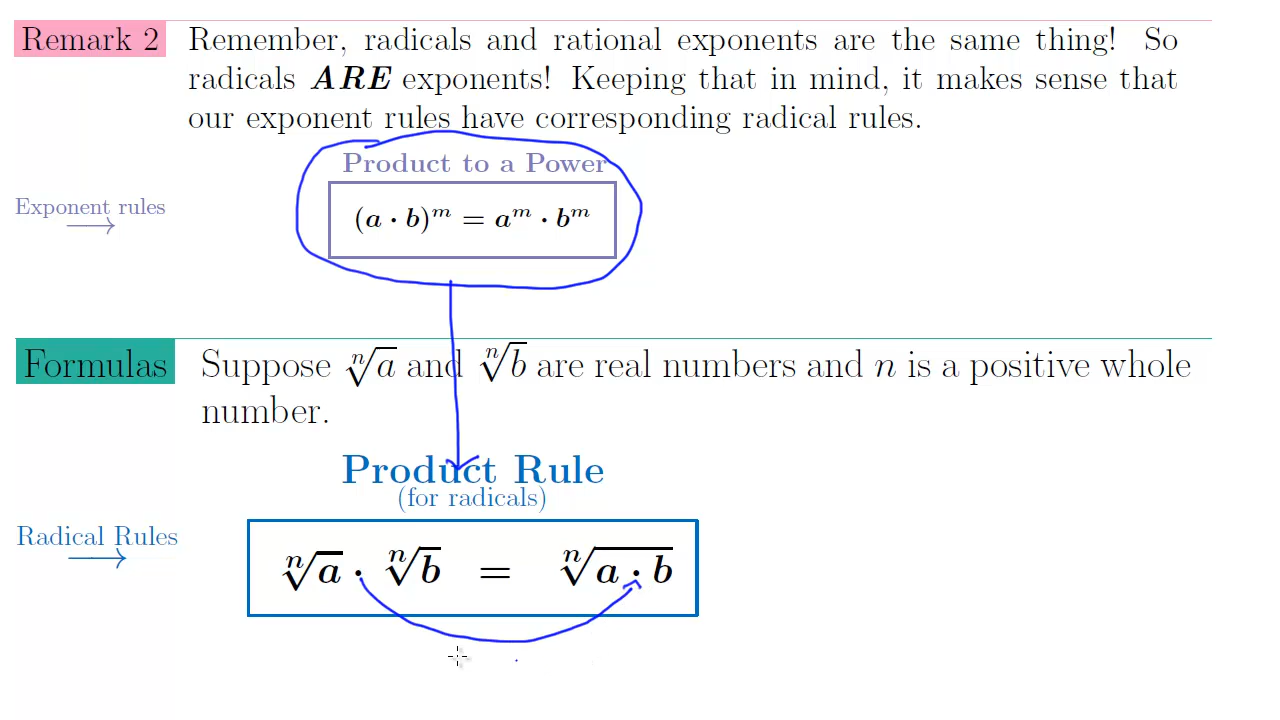 Remark 2 Remember, radicals and rational exponents are the same thing! So
radicals ARE exponents! Keeping that in mind, it makes sense that
our exponent rules have corresponding radical rules.
Product to a Power
Exponent rules
⟶
(a · b)ᵐ = aᵐ · bᵐ
Formulas Suppose ⁿ√a and ⁿ√b are real numbers and n is a positive whole
number.
Product Rule
(for radicals)
Radical Rules
⟶
ⁿ√a · ⁿ√b = ⁿ√(a · b)